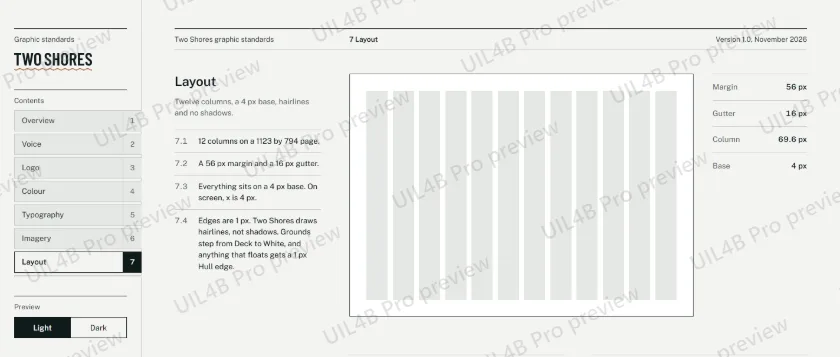 Graphic standards
TWO SHORES
Contents
Overview 1
Voice 2
Logo 3
Colour 4
Typography 5
Imagery 6
Layout 7
Preview
Light Dark
Two Shores graphic standards 7 Layout Version 1.0, November 2026
Layout
Twelve columns, a 4 px base, hairlines
and no shadows.
7.1 12 columns on a 1123 by 794 page.
7.2 A 56 px margin and a 16 px gutter.
7.3 Everything sits on a 4 px base. On
screen, x is 4 px.
7.4 Edges are 1 px. Two Shores draws
hairlines, not shadows. Grounds
step from Deck to White, and
anything that floats gets a 1 px
Hull edge.
Margin 56 px
Gutter 16 px
Column 69.6 px
Base 4 px
UIL4B Pro preview